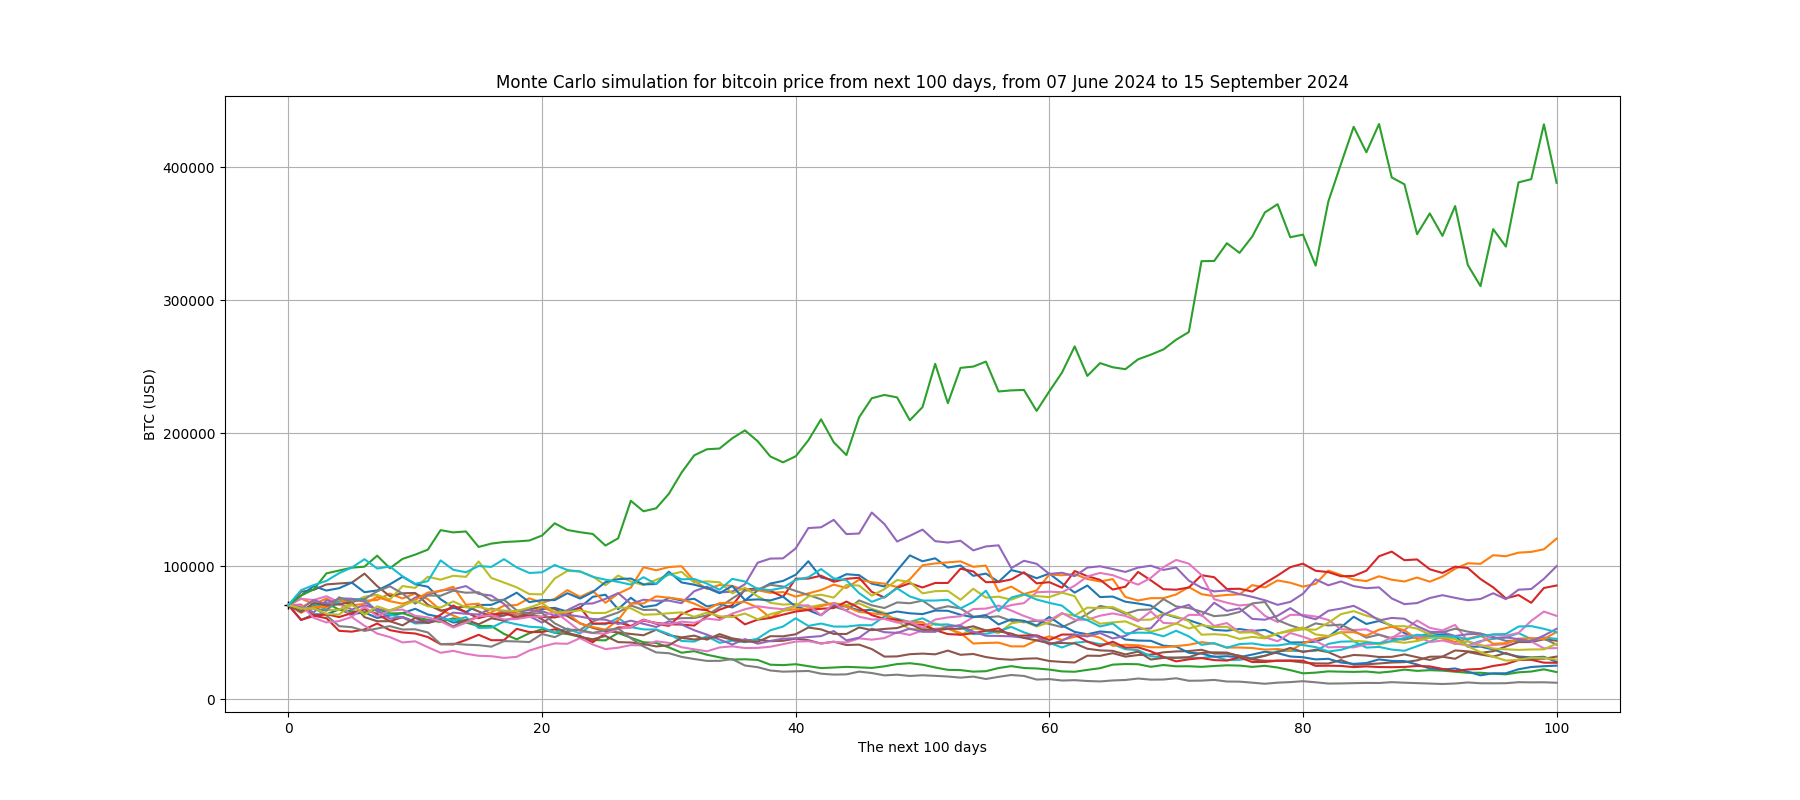 Monte Carlo simulation for bitcoin price from next 100 days, from 07 June 2024 to 15 September 2024
400000
300000
200000
100000
0
BTC (USD)
0 20 40 60 80 100
The next 100 days